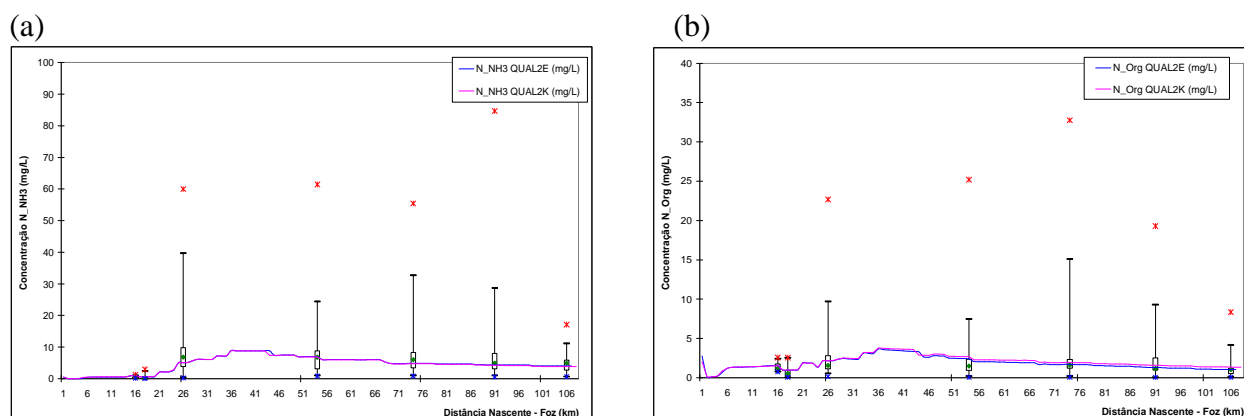 (a)
N_NH3 QUAL2E (mg/L)
N_NH3 QUAL2K (mg/L)
Concentração N_NH3 (mg/L)
100
90
80
70
60
50
40
30
20
10
0
1 6 11 16 21 26 31 36 41 46 51 56 61 66 71 76 81 86 91 96 101 106
Distância Nascente - Foz (km)
(b)
N_Org QUAL2E (mg/L)
N_Org QUAL2K (mg/L)
Concentração N_Org (mg/L)
40
35
30
25
20
15
10
5
0
1 6 11 16 21 26 31 36 41 46 51 56 61 66 71 76 81 86 91 96 101 106
Distância Nascente - Foz (km)